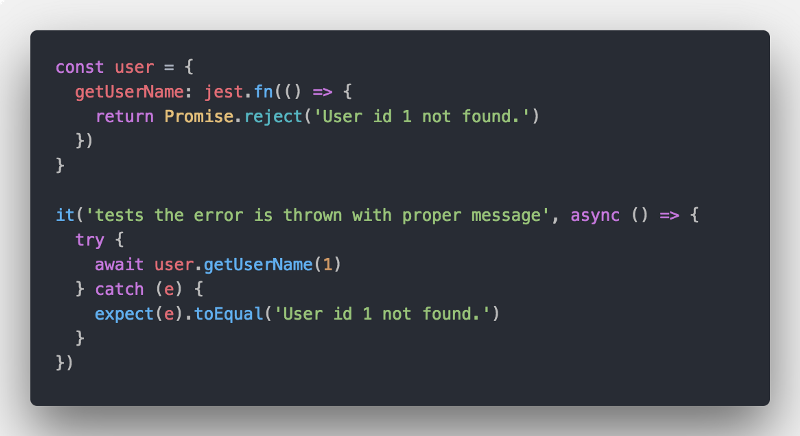 const user = {
  getUserName: jest.fn(() => {
    return Promise.reject('User id 1 not found.')
  })
}

it('tests the error is thrown with proper message', async () => {
  try {
    await user.getUserName(1)
  } catch (e) {
    expect(e).toEqual('User id 1 not found.')
  }
})